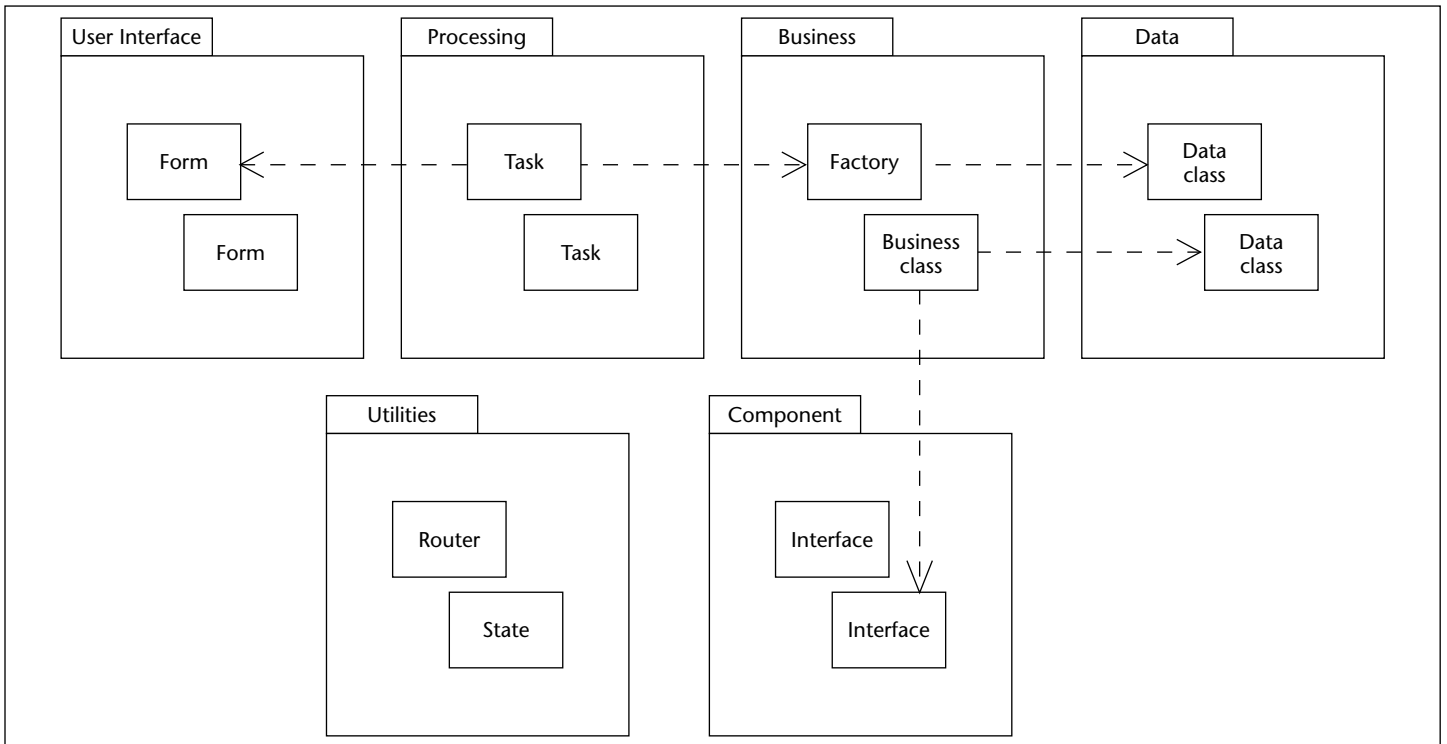 User Interface
Processing
Business
Data
Form
Task
Factory
Data
class
Form
Task
Business
class
Data
class
Utilities
Component
Router
Interface
State
Interface